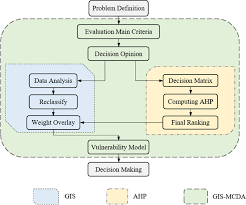 Problem Definition
Evaluation Main Criteria
Decision Opinion
Data Analysis
Decision Matrix
Reclassify
Computing AHP
Weight Overlay
Final Ranking
Vulnerability Model
Decision Making
GIS
AHP
GIS-MCDA